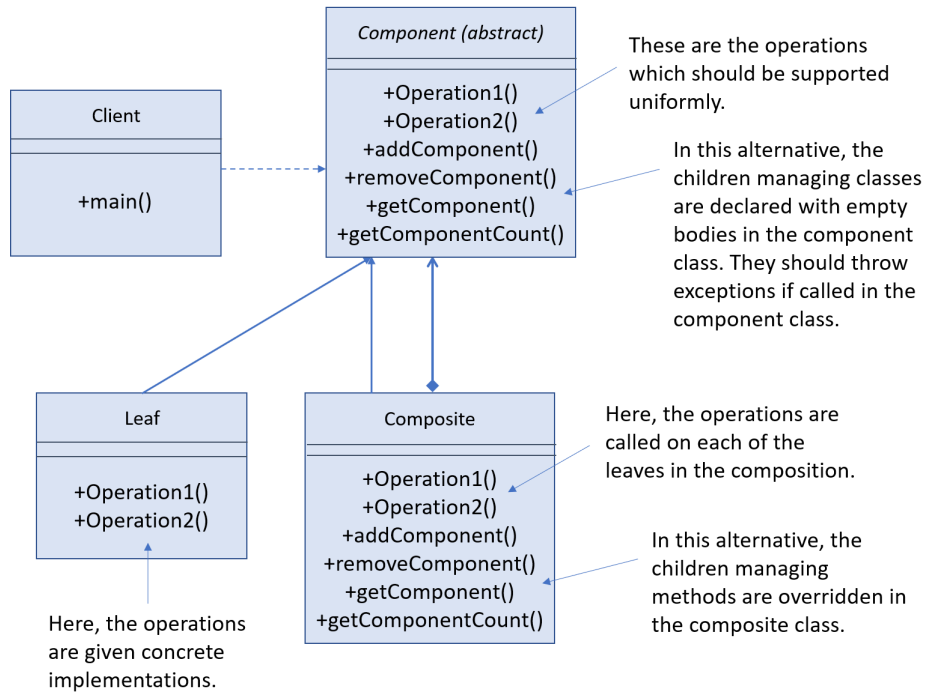 Component (abstract)
+Operation1()
+Operation2()
+addComponent()
+removeComponent()
+getComponent()
+getComponentCount()
These are the operations
which should be supported
uniformly.
Client
+main()
In this alternative, the
children managing classes
are declared with empty
bodies in the component
class. They should throw
exceptions if called in the
component class.
Leaf
+Operation1()
+Operation2()
Here, the operations
are given concrete
implementations.
Composite
+Operation1()
+Operation2()
+addComponent()
+removeComponent()
+getComponent()
+getComponentCount()
Here, the operations are
called on each of the
leaves in the composition.
In this alternative, the
children managing
methods are overridden in
the composite class.